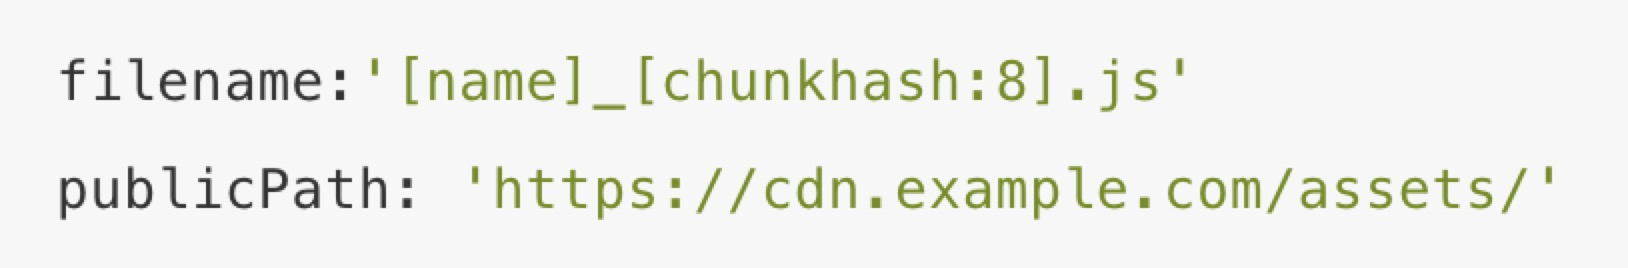 filename:'[name]_[chunkhash:8].js'
publicPath: 'https://cdn.example.com/assets/'